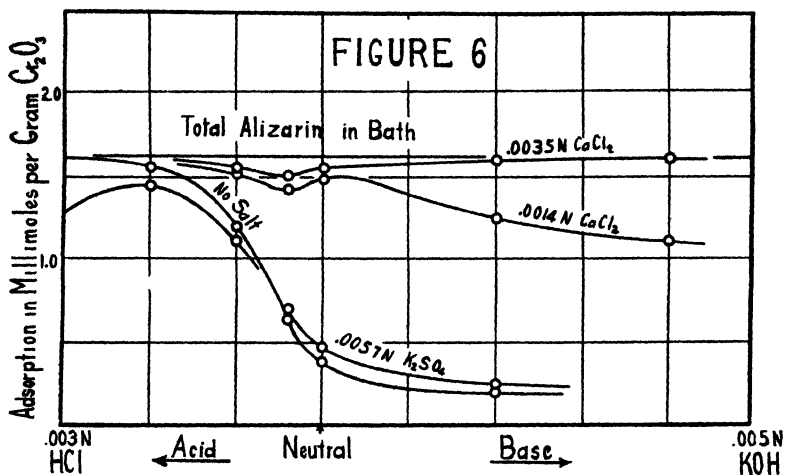 FIGURE 6
Adsorption in Millimoles per Gram Cr₂O₃
2.0
1.0
Total Alizarin in Bath
.0035N CaCl₂
No Salt
.0014N CaCl₂
.0057N K₂SO₄
.003N
HCl
Acid
Neutral
Base
.005N
KOH